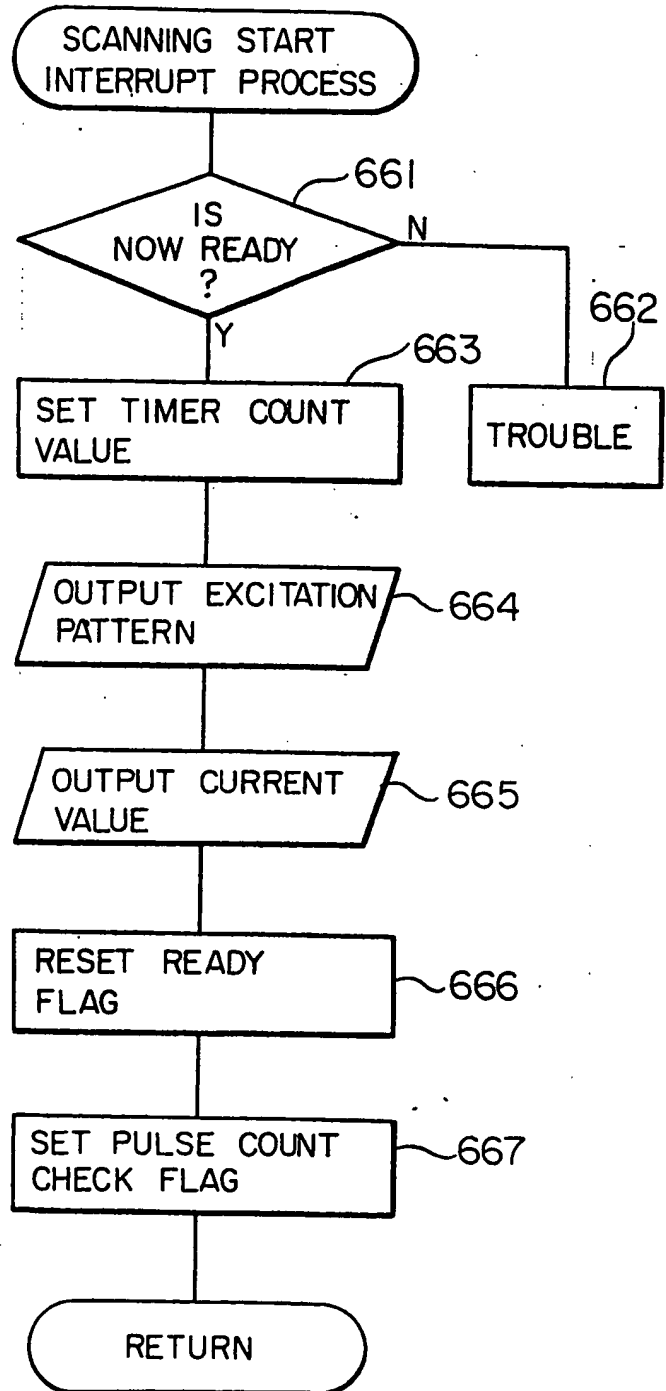 SCANNING START
INTERRUPT PROCESS
661
IS
NOW READY
?
N
Y
662
663
SET TIMER COUNT
VALUE
TROUBLE
OUTPUT EXCITATION
PATTERN
664
OUTPUT CURRENT
VALUE
665
RESET READY
FLAG
666
SET PULSE COUNT
CHECK FLAG
667
RETURN